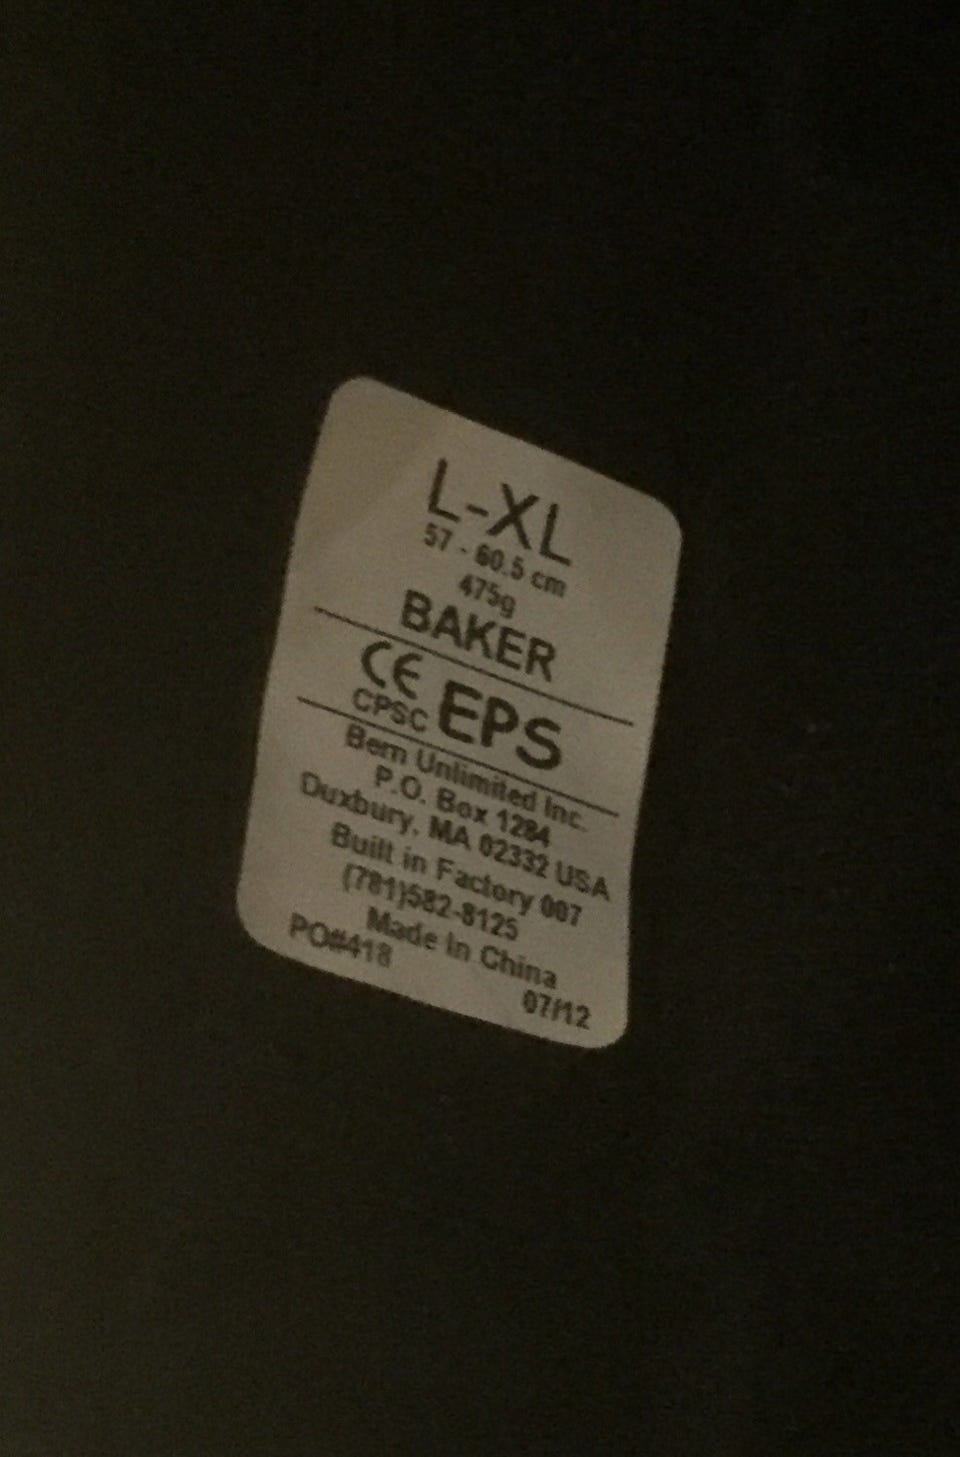 L-XL
57 - 60.5 cm
475g
BAKER
CE
CPSC EPS
Bern Unlimited Inc.
P.O. Box 1284
Duxbury, MA 02332 USA
Built in Factory 007
(781)582-8125
Made In China
PO#418
07/12